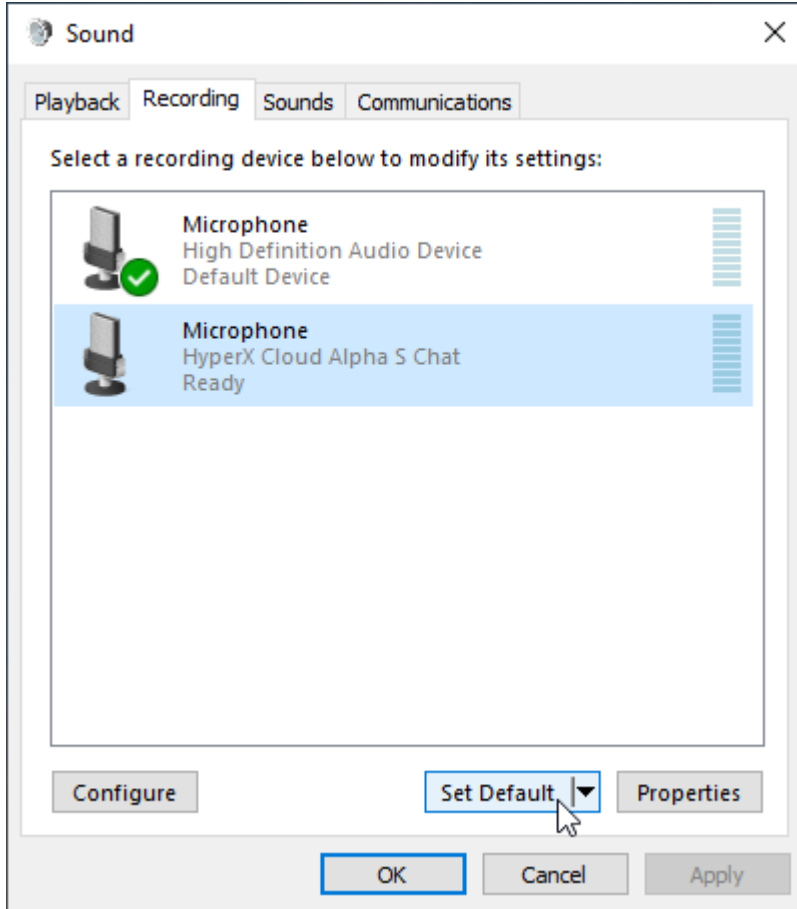 Sound
Playback Recording Sounds Communications
Select a recording device below to modify its settings:
Microphone
High Definition Audio Device
Default Device
Microphone
HyperX Cloud Alpha S Chat
Ready
Configure Set Default Properties
OK Cancel Apply